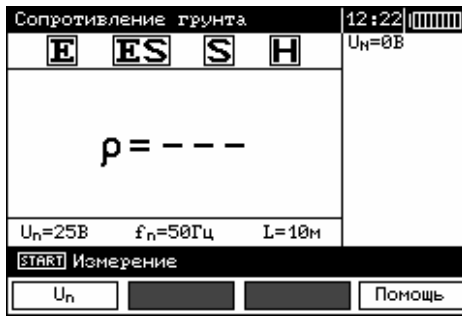 Сопротивление грунта 12:22
E ES S H
Uₙ=0В
ρ= – – –
Uₙ=25В fₙ=50Гц L=10м
START Измерение
Uₙ Помощь